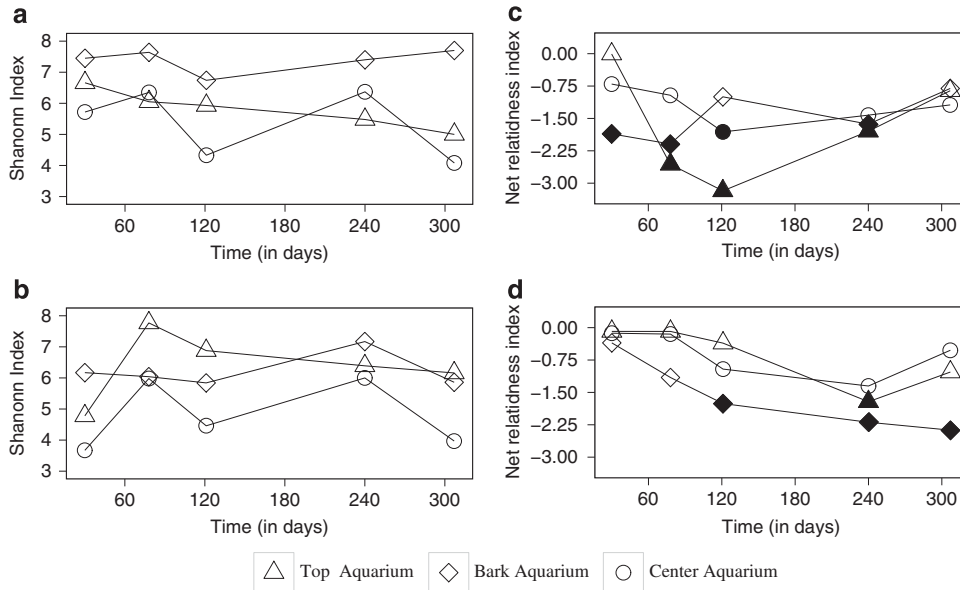 a
8
7
6
5
4
3
Shanonn Index
60 120 180 240 300
Time (in days)
c
0.00
−0.75
−1.50
−2.25
−3.00
Net relatidness index
60 120 180 240 300
Time (in days)
b
8
7
6
5
4
3
Shanonn Index
60 120 180 240 300
Time (in days)
d
0.00
−0.75
−1.50
−2.25
−3.00
Net relatidness index
60 120 180 240 300
Time (in days)
Top Aquarium Bark Aquarium Center Aquarium